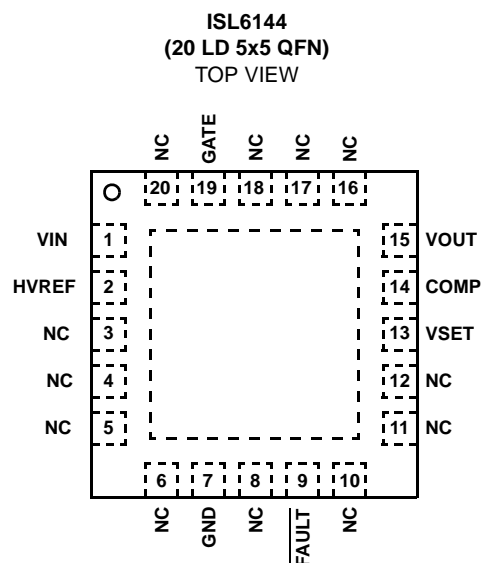 ISL6144
(20 LD 5x5 QFN)
TOP VIEW
NC GATE NC NC NC
20 19 18 17 16
VIN 1 15 VOUT
HVREF 2 14 COMP
NC 3 13 VSET
NC 4 12 NC
NC 5 11 NC
6 7 8 9 10
NC GND NC FAULT NC